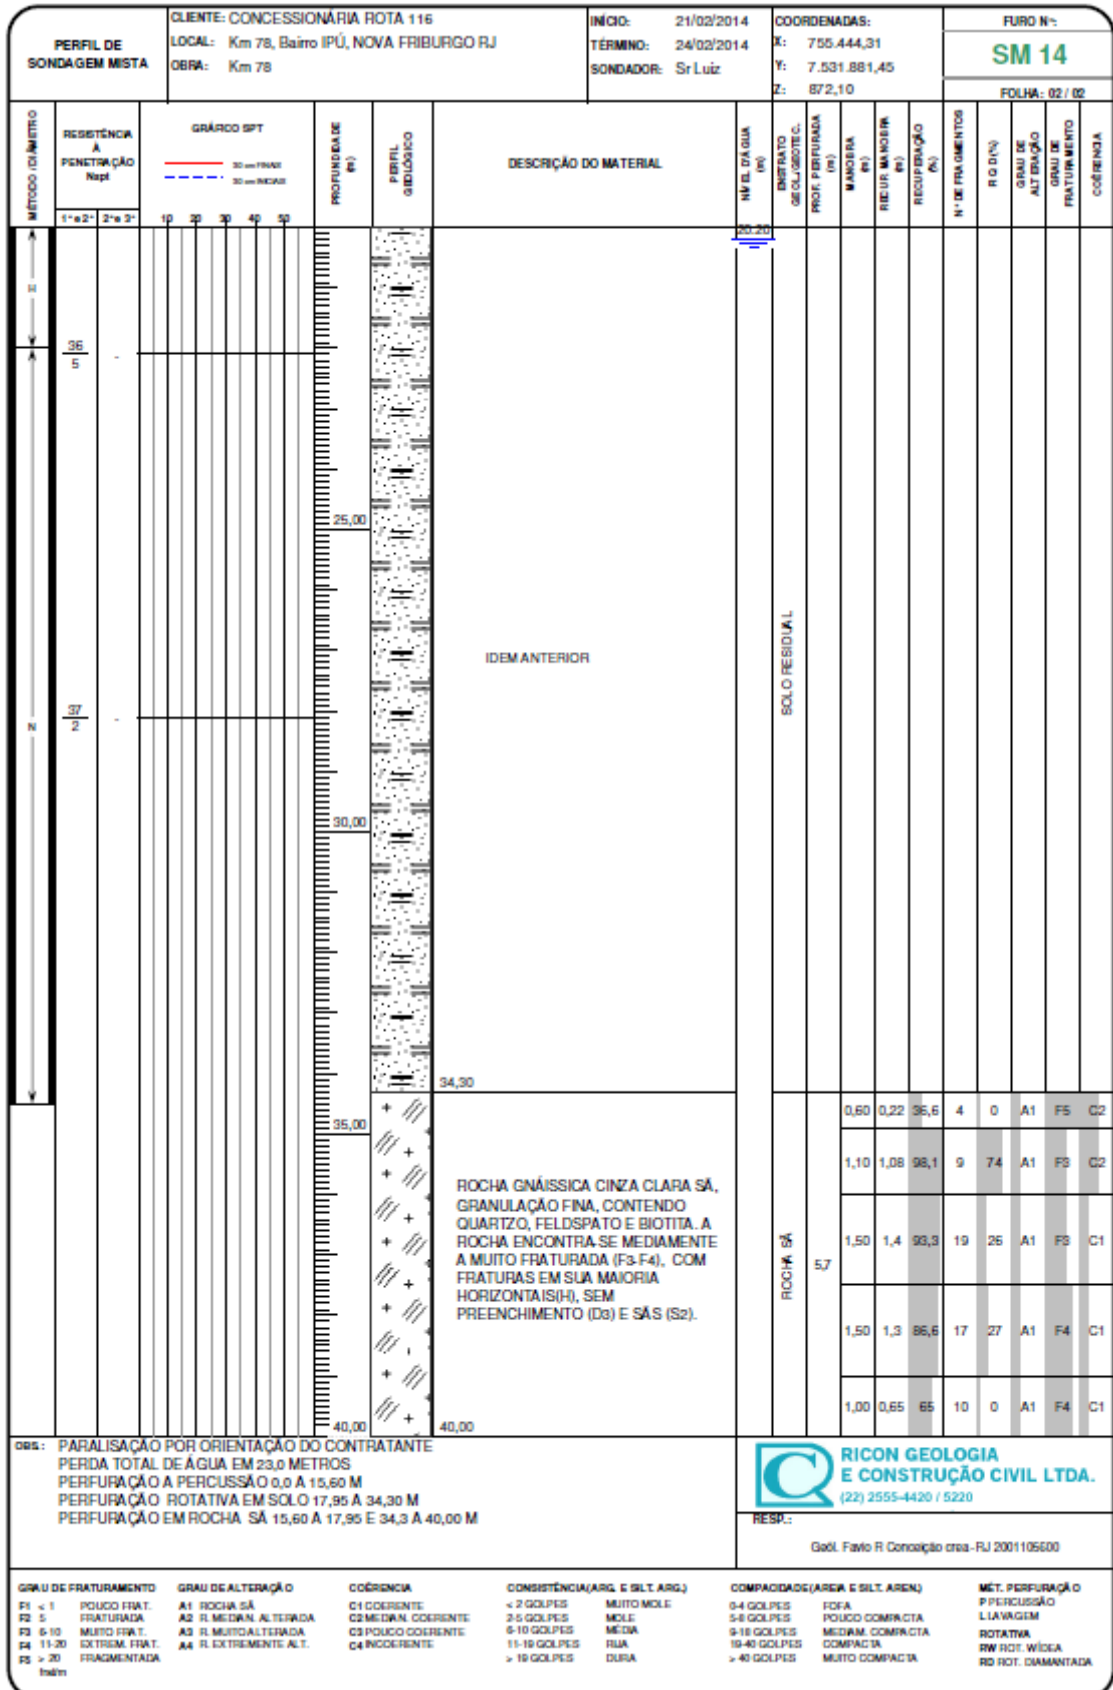 PERFIL DE
SONDAGEM MISTA
CLIENTE: CONCESSIONÁRIA ROTA 116
LOCAL: Km 78, Bairro IPÚ, NOVA FRIBURGO RJ
OBRA: Km 78
INÍCIO: 21/02/2014
TÉRMINO: 24/02/2014
SONDADOR: Sr Luiz
COORDENADAS:
X: 755.444,31
Y: 7.531.881,45
Z: 872,10
FURO Nº:
SM 14
FOLHA: 02 / 02
MÉTODO /DIÂMETRO
RESISTÊNCIA
À
PENETRAÇÃO
Nspt
1ª e 2ª 2ª e 3ª
GRÁFICO SPT
30 cm FINAIS
30 cm INICIAIS
10 20 30 40 50
PROFUNDIDADE
(m)
PERFIL
GEOLÓGICO
DESCRIÇÃO DO MATERIAL
NÍVEL D'ÁGUA
(m)
ENSTRATO
GEOL./GEOTEC.
PROF. PERFURADA
(m)
MANOBRA
(m)
RECUP. MANOBRA
(m)
RECUPERAÇÃO
(%)
Nº DE FRAGMENTOS
R Q D (%)
GRAU DE
ALTERAÇÃO
GRAU DE
FRATURAMENTO
COÊRENCIA
20.20
H
36
5
-
25,00
IDEM ANTERIOR
SOLO RESIDUAL
37
2
-
N
30,00
34,30
35,00
0,60 0,22 36,6 4 0 A1 F5 C2
1,10 1,08 98,1 9 74 A1 F3 C2
ROCHA GNÁISSICA CINZA CLARA SÃ,
GRANULAÇÃO FINA, CONTENDO
QUARTZO, FELDSPATO E BIOTITA. A
ROCHA ENCONTRA-SE MEDIAMENTE
A MUITO FRATURADA (F3-F4), COM
FRATURAS EM SUA MAIORIA
HORIZONTAIS(H), SEM
PREENCHIMENTO (D3) E SÃS (S2).
ROCHA SÃ
5,7
1,50 1,4 93,3 19 26 A1 F3 C1
1,50 1,3 86,6 17 27 A1 F4 C1
1,00 0,65 65 10 0 A1 F4 C1
40,00 40,00
OBS.: PARALISAÇÃO POR ORIENTAÇÃO DO CONTRATANTE
PERDA TOTAL DE ÁGUA EM 23,0 METROS
PERFURAÇÃO A PERCUSSÃO 0,0 A 15,60 M
PERFURAÇÃO ROTATIVA EM SOLO 17,95 A 34,30 M
PERFURAÇÃO EM ROCHA SÃ 15,60 A 17,95 E 34,3 A 40,00 M
RICON GEOLOGIA
E CONSTRUÇÃO CIVIL LTDA.
(22) 2555-4420 / 5220
RESP.:
Geól. Favio R Conceição crea-RJ 2001105600
GRAU DE FRATURAMENTO
F1 < 1 POUCO FRAT.
F2 5 FRATURADA
F3 6-10 MUITO FRAT.
F4 11-20 EXTREM. FRAT.
F5 > 20 FRAGMENTADA
frat/m
GRAU DE ALTERAÇÃO
A1 ROCHA SÃ
A2 R. MEDIAN. ALTERADA
A3 R. MUITO ALTERADA
A4 R. EXTREMENTE ALT.
COÊRENCIA
C1 COERENTE
C2 MEDIAN. COERENTE
C3 POUCO COERENTE
C4 INCOERENTE
CONSISTÊNCIA(ARG. E SILT. ARG.)
< 2 GOLPES MUITO MOLE
2-5 GOLPES MOLE
6-10 GOLPES MÉDIA
11-19 GOLPES RIJA
> 19 GOLPES DURA
COMPACIDADE(AREIA E SILT. AREN.)
0-4 GOLPES FOFA
5-8 GOLPES POUCO COMPACTA
9-18 GOLPES MEDIAM. COMPACTA
19-40 GOLPES COMPACTA
> 40 GOLPES MUITO COMPACTA
MÉT. PERFURAÇÃO
P PERCUSSÃO
L LAVAGEM
ROTATIVA
RW ROT. WÍDEA
RD ROT. DIAMANTADA